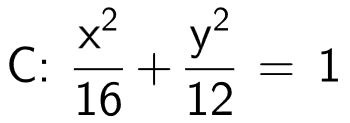 C: x²/16 + y²/12 = 1